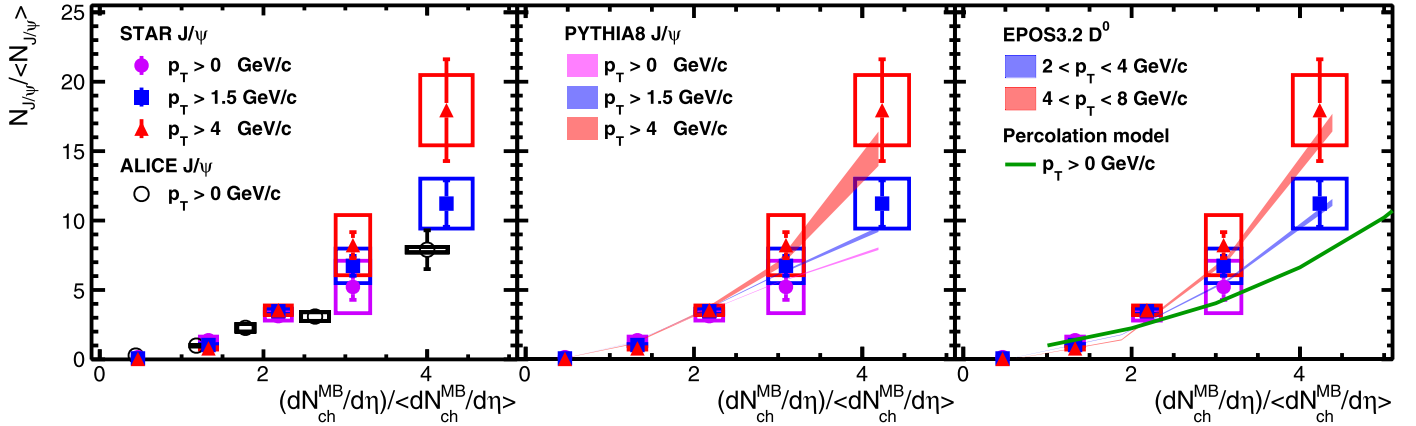 N_J/ψ/<N_J/ψ>
25
20
15
10
5
0
STAR J/ψ
p_T > 0 GeV/c
p_T > 1.5 GeV/c
p_T > 4 GeV/c
ALICE J/ψ
p_T > 0 GeV/c
0 2 4
(dN_ch^MB/dη)/<dN_ch^MB/dη>
PYTHIA8 J/ψ
p_T > 0 GeV/c
p_T > 1.5 GeV/c
p_T > 4 GeV/c
0 2 4
(dN_ch^MB/dη)/<dN_ch^MB/dη>
EPOS3.2 D^0
2 < p_T < 4 GeV/c
4 < p_T < 8 GeV/c
Percolation model
p_T > 0 GeV/c
0 2 4
(dN_ch^MB/dη)/<dN_ch^MB/dη>